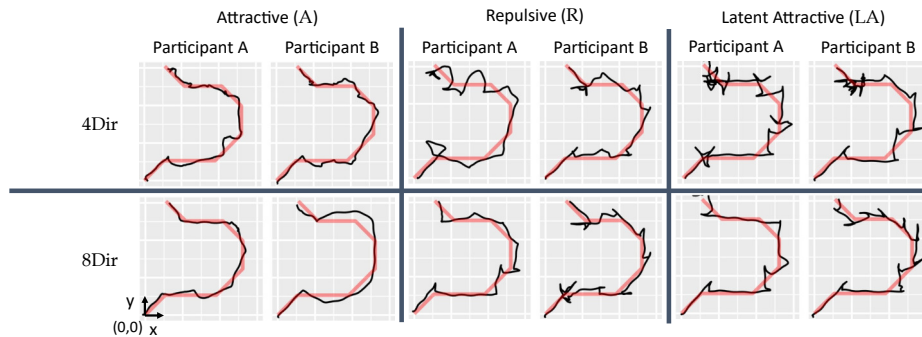 Attractive (A) Repulsive (R) Latent Attractive (LA)
Participant A Participant B Participant A Participant B Participant A Participant B
4Dir
8Dir
y
(0,0) x